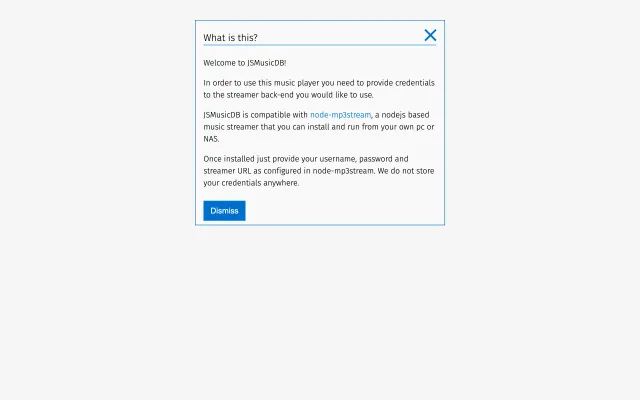 What is this?
Welcome to JSMusicDB!
In order to use this music player you need to provide credentials
to the streamer back-end you would like to use.
JSMusicDB is compatible with node-mp3stream, a nodejs based
music streamer that you can install and run from your own pc or
NAS.
Once installed just provide your username, password and
streamer URL as configured in node-mp3stream. We do not store
your credentials anywhere.
Dismiss